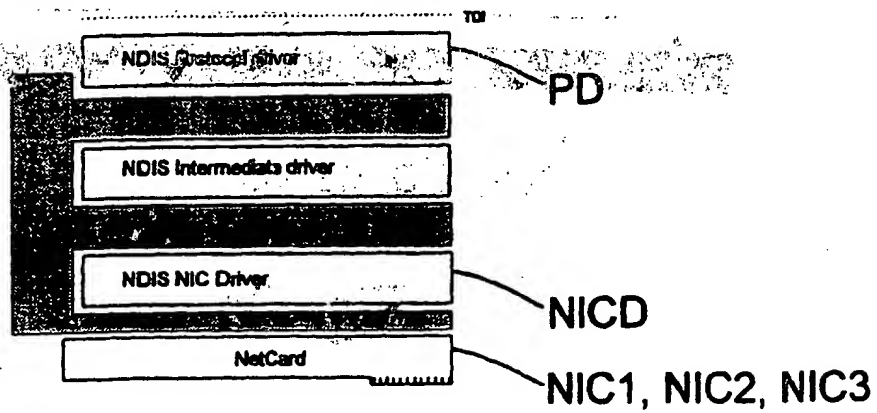 TDI
NDIS Protocol driver
PD
NDIS Intermediate driver
NDIS NIC Driver
NICD
NetCard
NIC1, NIC2, NIC3